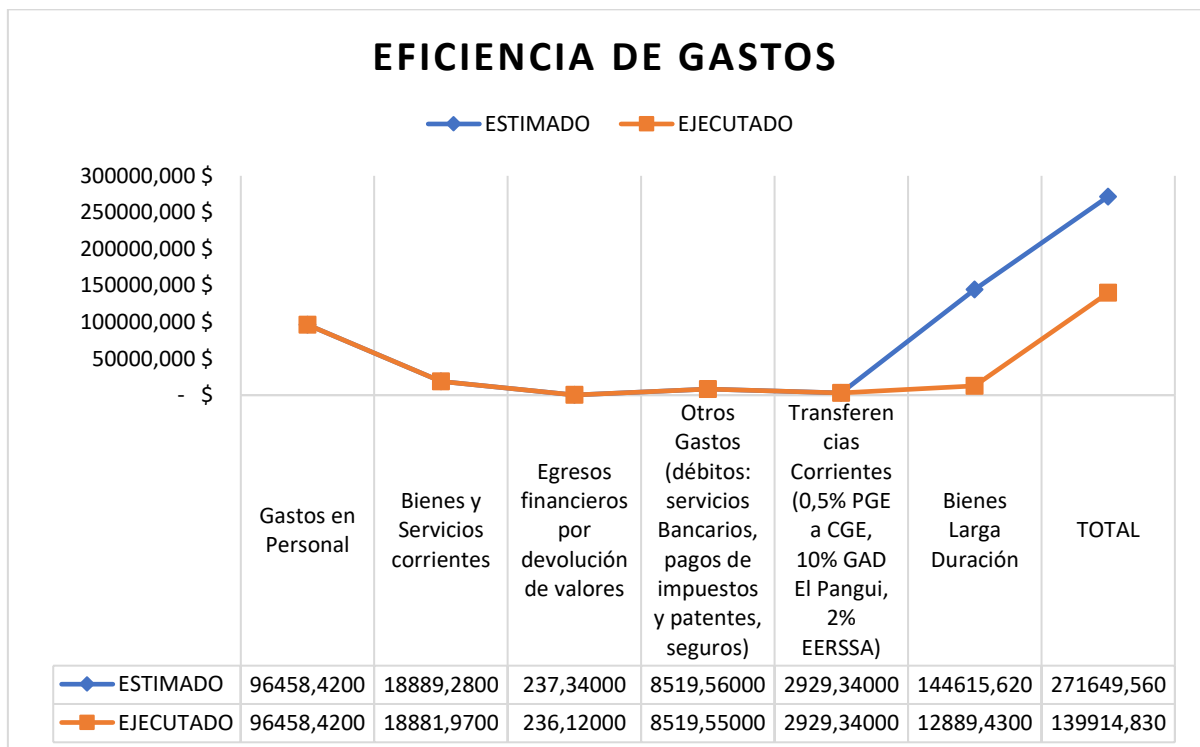 EFICIENCIA DE GASTOS
ESTIMADO EJECUTADO
300000,000 $
250000,000 $
200000,000 $
150000,000 $
100000,000 $
50000,000 $
- $
Gastos en
Personal
Bienes y
Servicios
corrientes
Egresos
financieros
por
devolución
de valores
Otros
Gastos
(débitos:
servicios
Bancarios,
pagos de
impuestos
y patentes,
seguros)
Transferen
cias
Corrientes
(0,5% PGE
a CGE,
10% GAD
El Pangui,
2%
EERSSA)
Bienes
Larga
Duración
TOTAL
ESTIMADO 96458,4200 18889,2800 237,34000 8519,56000 2929,34000 144615,620 271649,560
EJECUTADO 96458,4200 18881,9700 236,12000 8519,55000 2929,34000 12889,4300 139914,830